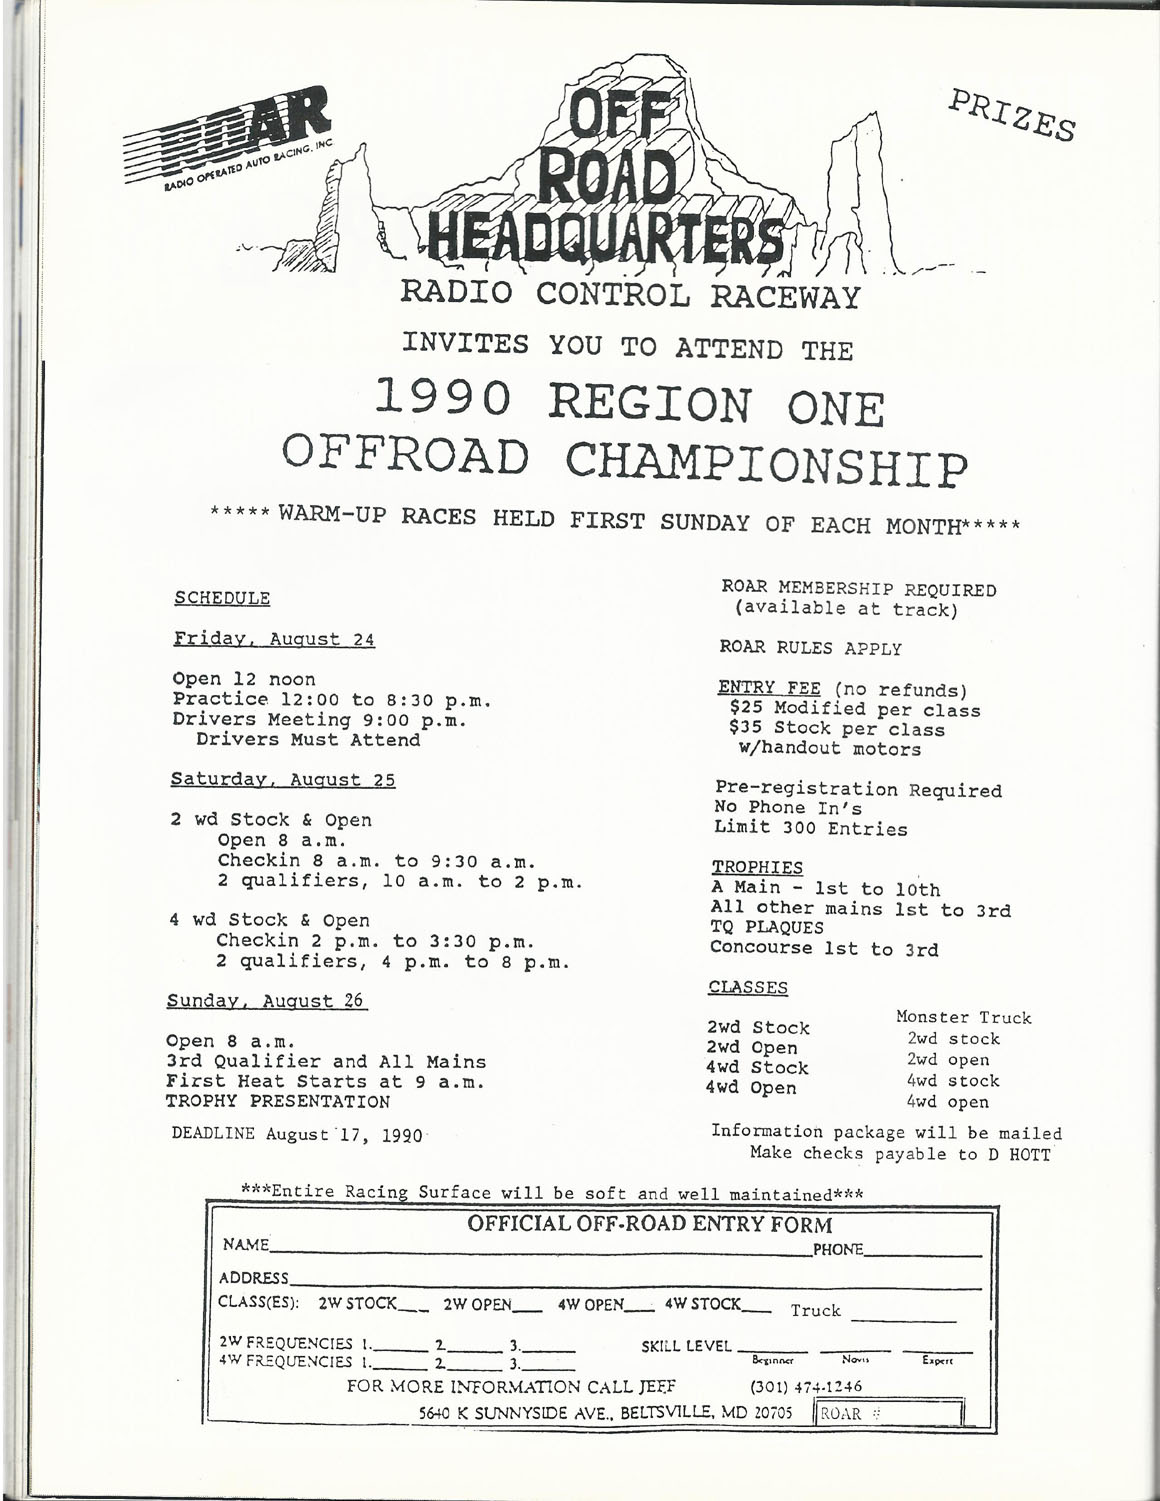 ROAR
RADIO OPERATED AUTO RACING, INC
PRIZES
OFF
ROAD
HEADQUARTERS
RADIO CONTROL RACEWAY
INVITES YOU TO ATTEND THE
1990 REGION ONE
OFFROAD CHAMPIONSHIP
*****WARM-UP RACES HELD FIRST SUNDAY OF EACH MONTH*****
SCHEDULE
Friday, August 24
Open 12 noon
Practice 12:00 to 8:30 p.m.
Drivers Meeting 9:00 p.m.
Drivers Must Attend
Saturday, August 25
2 wd Stock & Open
Open 8 a.m.
Checkin 8 a.m. to 9:30 a.m.
2 qualifiers, 10 a.m. to 2 p.m.
4 wd Stock & Open
Checkin 2 p.m. to 3:30 p.m.
2 qualifiers, 4 p.m. to 8 p.m.
Sunday, August 26
Open 8 a.m.
3rd Qualifier and All Mains
First Heat Starts at 9 a.m.
TROPHY PRESENTATION
DEADLINE August 17, 1990
ROAR MEMBERSHIP REQUIRED
(available at track)
ROAR RULES APPLY
ENTRY FEE (no refunds)
$25 Modified per class
$35 Stock per class
w/handout motors
Pre-registration Required
No Phone In's
Limit 300 Entries
TROPHIES
A Main - 1st to 10th
All other mains 1st to 3rd
TQ PLAQUES
Concourse 1st to 3rd
CLASSES
2wd Stock
2wd Open
4wd Stock
4wd Open
Monster Truck
2wd stock
2wd open
4wd stock
4wd open
Information package will be mailed
Make checks payable to D HOTT
***Entire Racing Surface will be soft and well maintained***
OFFICIAL OFF-ROAD ENTRY FORM
NAME PHONE
ADDRESS
CLASS(ES): 2W STOCK 2W OPEN 4W OPEN 4W STOCK Truck
2W FREQUENCIES 1. 2. 3. SKILL LEVEL
4W FREQUENCIES 1. 2. 3. Beginner Novis Expert
FOR MORE INFORMATION CALL JEFF (301) 474-1246
5640 K SUNNYSIDE AVE., BELTSVILLE, MD 20705 ROAR #